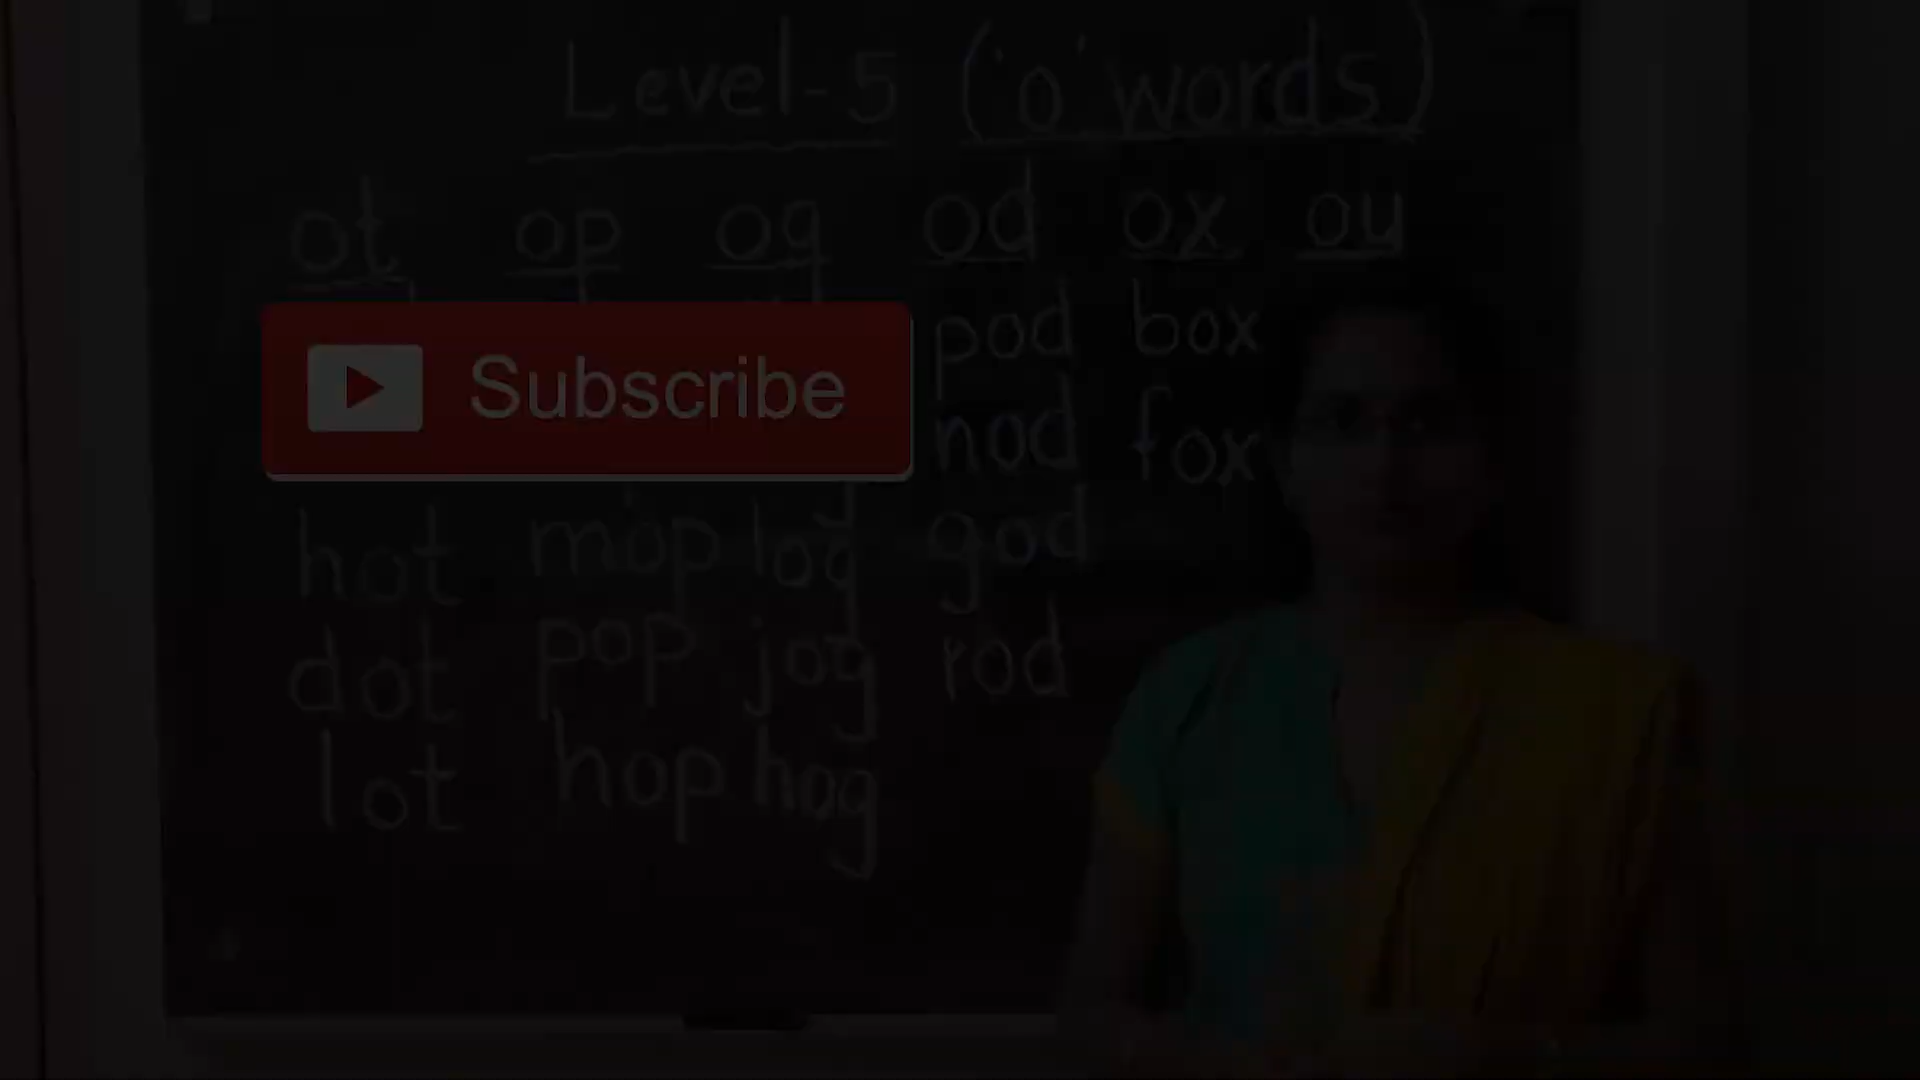 Level-5 ('o' words)
ot op og od ox ou
pod box
Subscribe
nod fox
hot mop log god
dot pop jog rod
lot hop hog